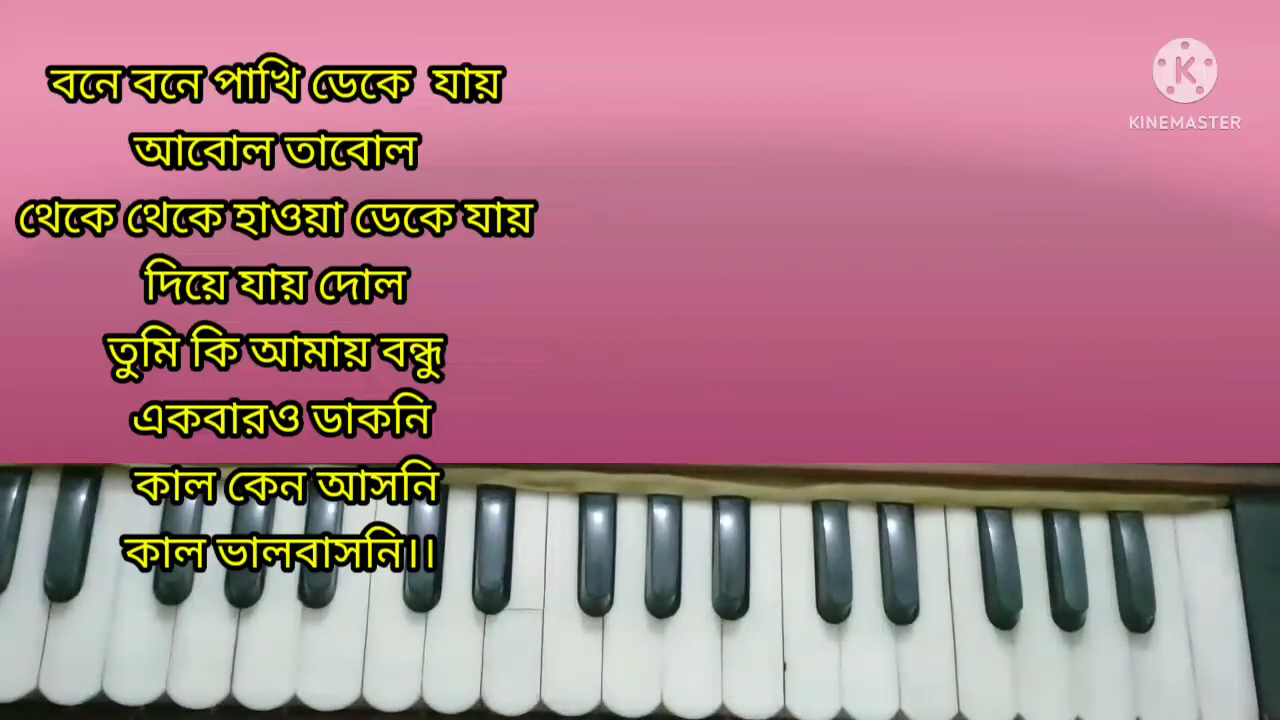 বনে বনে পাখি ডেকে যায়
আবোল তাবোল
থেকে থেকে হাওয়া ডেকে যায়
দিয়ে যায় দোল
তুমি কি আমায় বন্ধু
একবারও ডাকনি
কাল কেন আসনি
কাল ভালবাসনি।।
K
KINEMASTER